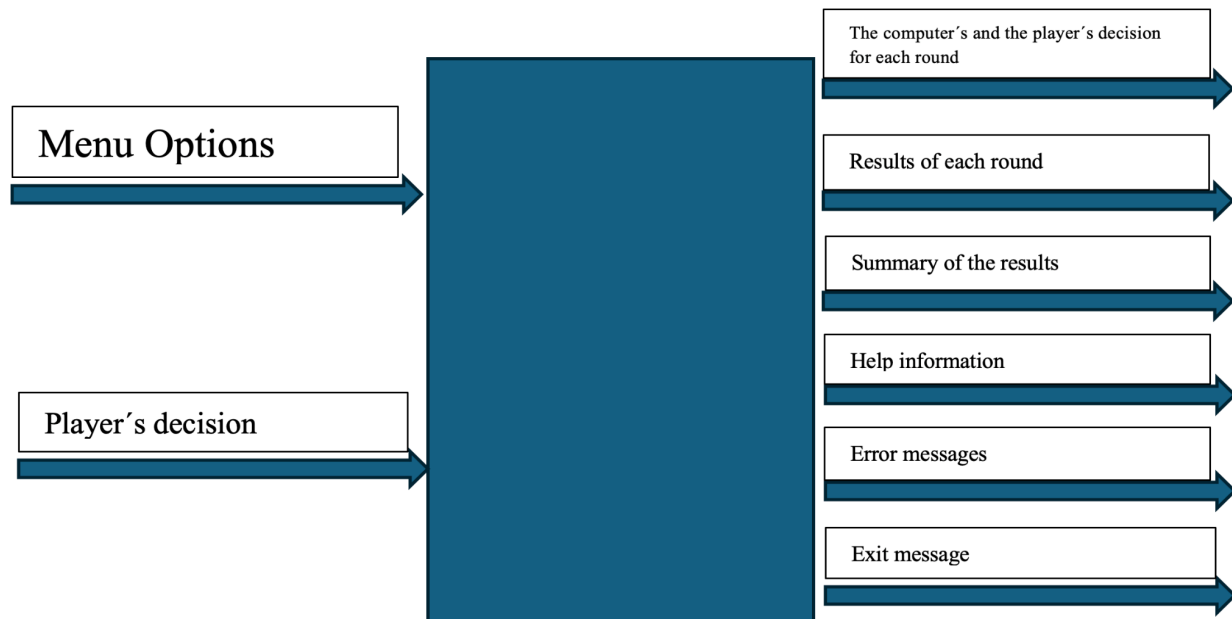 Menu Options
Player´s decision
The computer´s and the player´s decision
for each round
Results of each round
Summary of the results
Help information
Error messages
Exit message